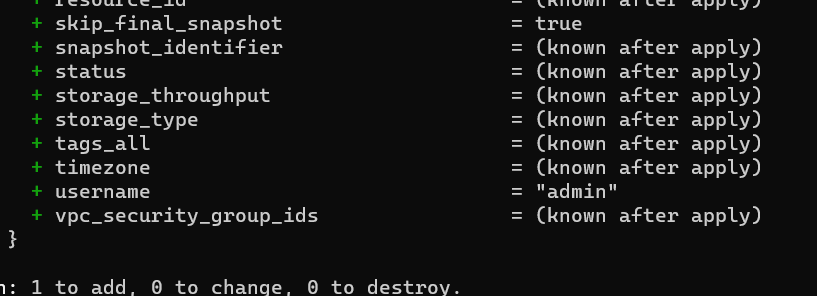 + resource_id = (known after apply)
+ skip_final_snapshot = true
+ snapshot_identifier = (known after apply)
+ status = (known after apply)
+ storage_throughput = (known after apply)
+ storage_type = (known after apply)
+ tags_all = (known after apply)
+ timezone = (known after apply)
+ username = "admin"
+ vpc_security_group_ids = (known after apply)
}
n: 1 to add, 0 to change, 0 to destroy.